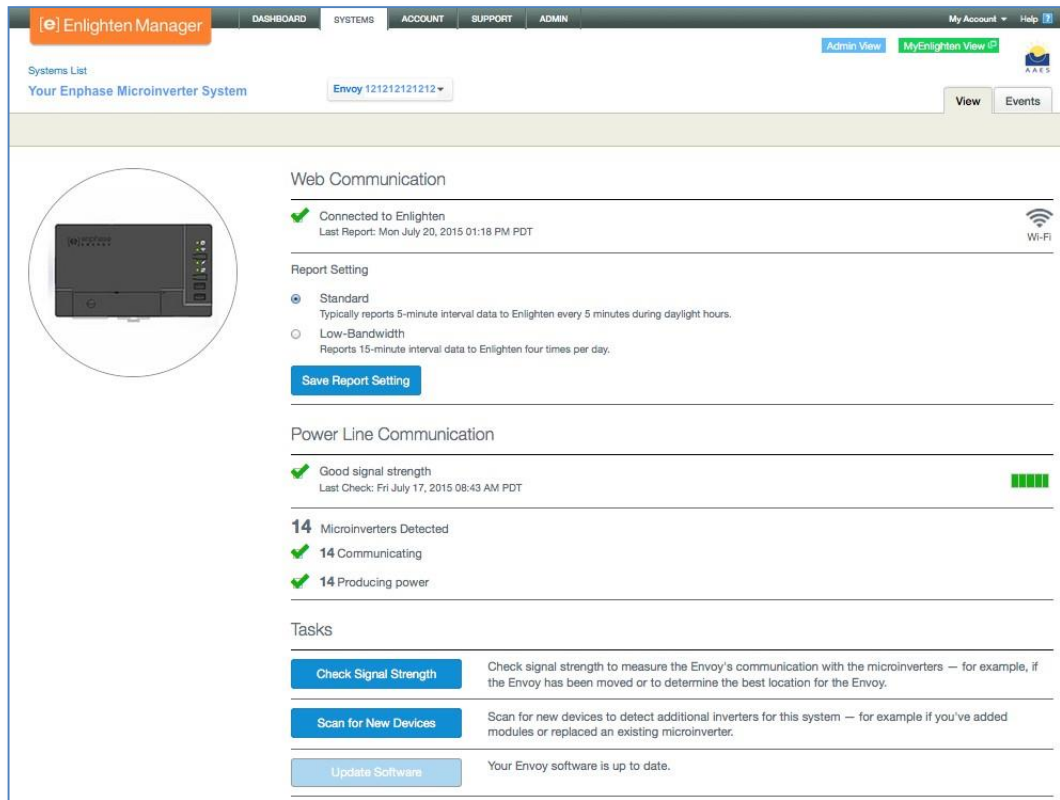 [e] Enlighten Manager
DASHBOARD SYSTEMS ACCOUNT SUPPORT ADMIN
My Account Help ?
Admin View MyEnlighten View
AAES
Systems List
Your Enphase Microinverter System
Envoy 121212121212
View Events
[e] enphase
Web Communication
Connected to Enlighten
Last Report: Mon July 20, 2015 01:18 PM PDT
Wi-Fi
Report Setting
Standard
Typically reports 5-minute interval data to Enlighten every 5 minutes during daylight hours.
Low-Bandwidth
Reports 15-minute interval data to Enlighten four times per day.
Save Report Setting
Power Line Communication
Good signal strength
Last Check: Fri July 17, 2015 08:43 AM PDT
14 Microinverters Detected
14 Communicating
14 Producing power
Tasks
Check Signal Strength
Check signal strength to measure the Envoy's communication with the microinverters — for example, if
the Envoy has been moved or to determine the best location for the Envoy.
Scan for New Devices
Scan for new devices to detect additional inverters for this system — for example if you've added
modules or replaced an existing microinverter.
Update Software
Your Envoy software is up to date.